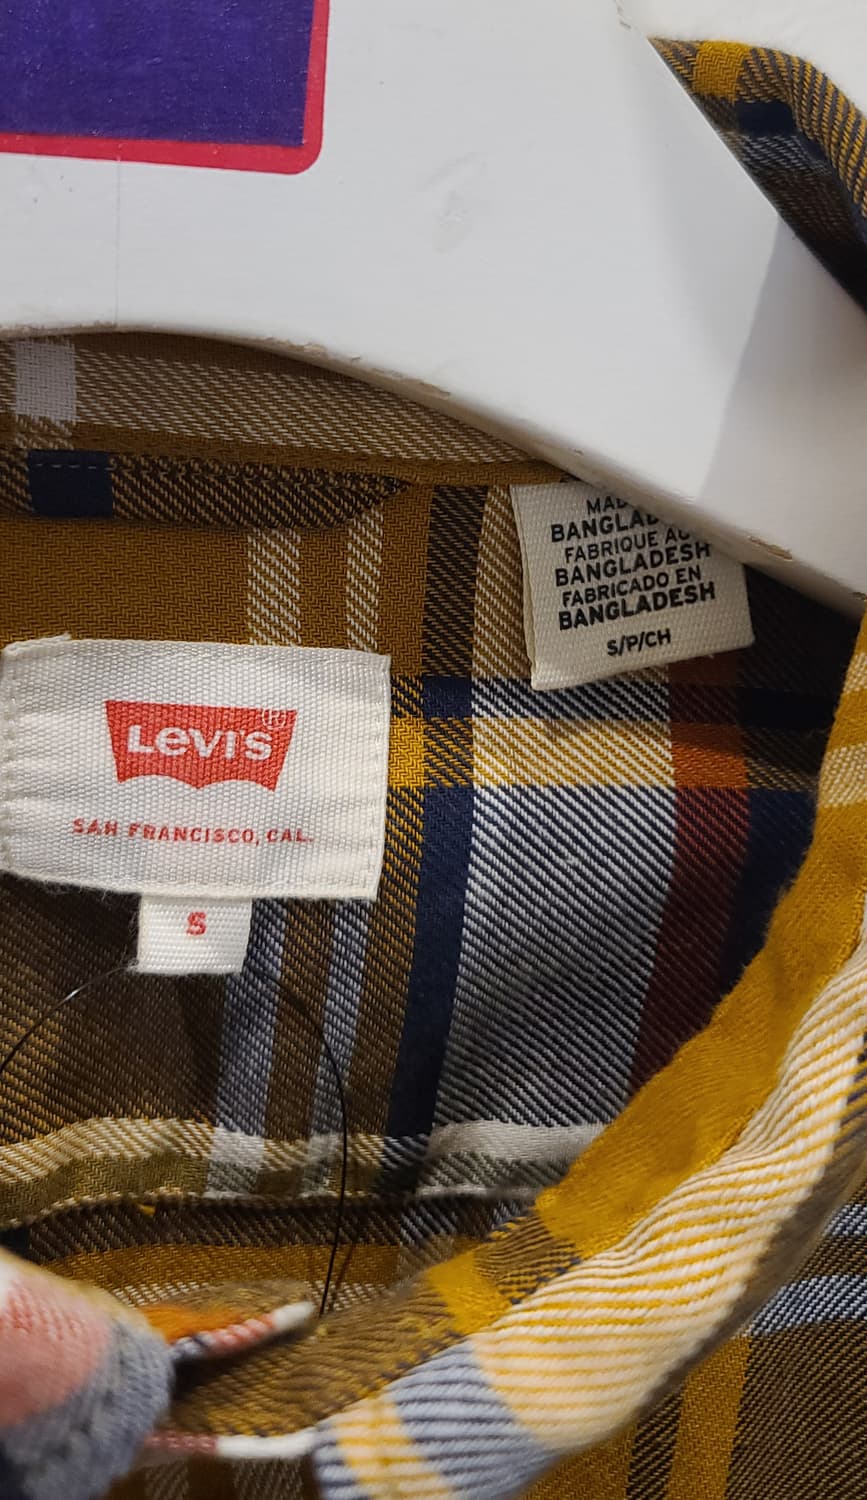 BANGLADESH
FABRIQUE AU
BANGLADESH
FABRICADO EN
BANGLADESH
S/P/CH
LEVI'S®
SAN FRANCISCO, CAL.
S